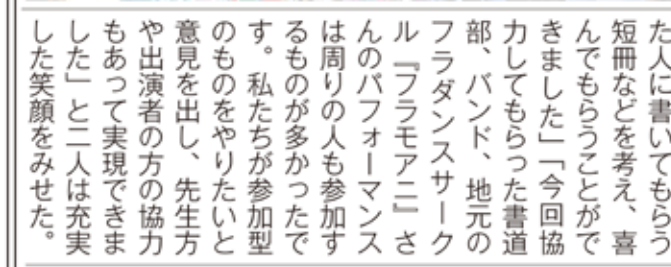 た人に書いてもらう
短冊などを考え、喜
んでもらうことがで
きました」「今回協
力してもらった書道
部、バンド、地元の
フラダンスサーク
ル『フラモアニ』さ
んのパフォーマンス
は周りの人も参加す
るものが多かったで
す。私たちが参加型
のものをやりたいと
意見を出し、先生方
や出演者の方の協力
もあって実現できま
した」と二人は充実
した笑顔をみせた。